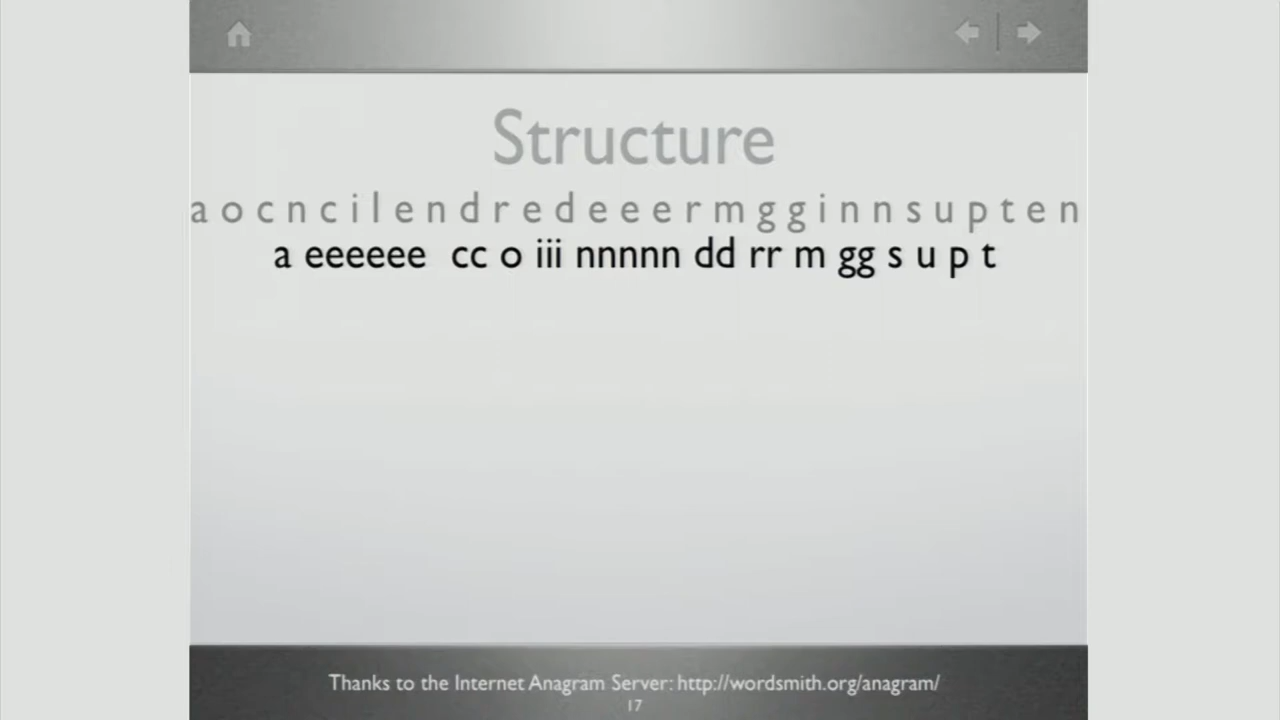 Structure
a o c n c i l e n d r e d e e e r m g g i n n s u p t e n
a eeeeee cc o iii nnnnn dd rr m gg s u p t
Thanks to the Internet Anagram Server: http://wordsmith.org/anagram/
17